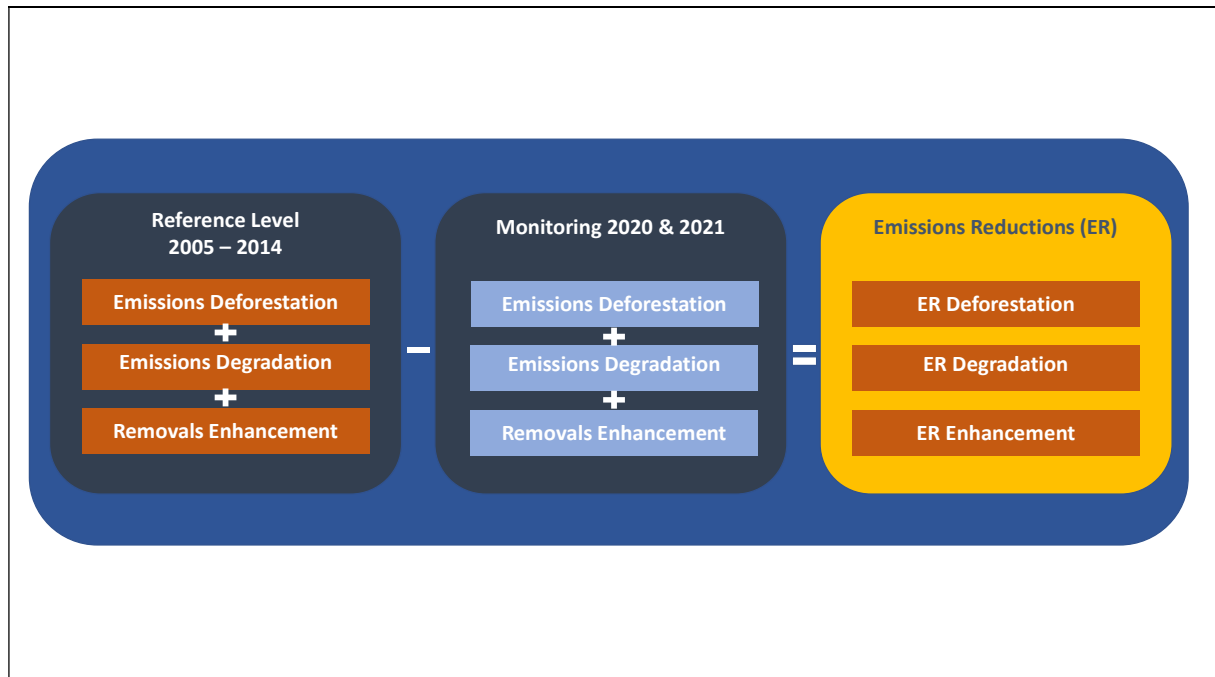 Reference Level
2005 – 2014
Emissions Deforestation
+
Emissions Degradation
+
Removals Enhancement
–
Monitoring 2020 & 2021
Emissions Deforestation
+
Emissions Degradation
+
Removals Enhancement
=
Emissions Reductions (ER)
ER Deforestation
ER Degradation
ER Enhancement